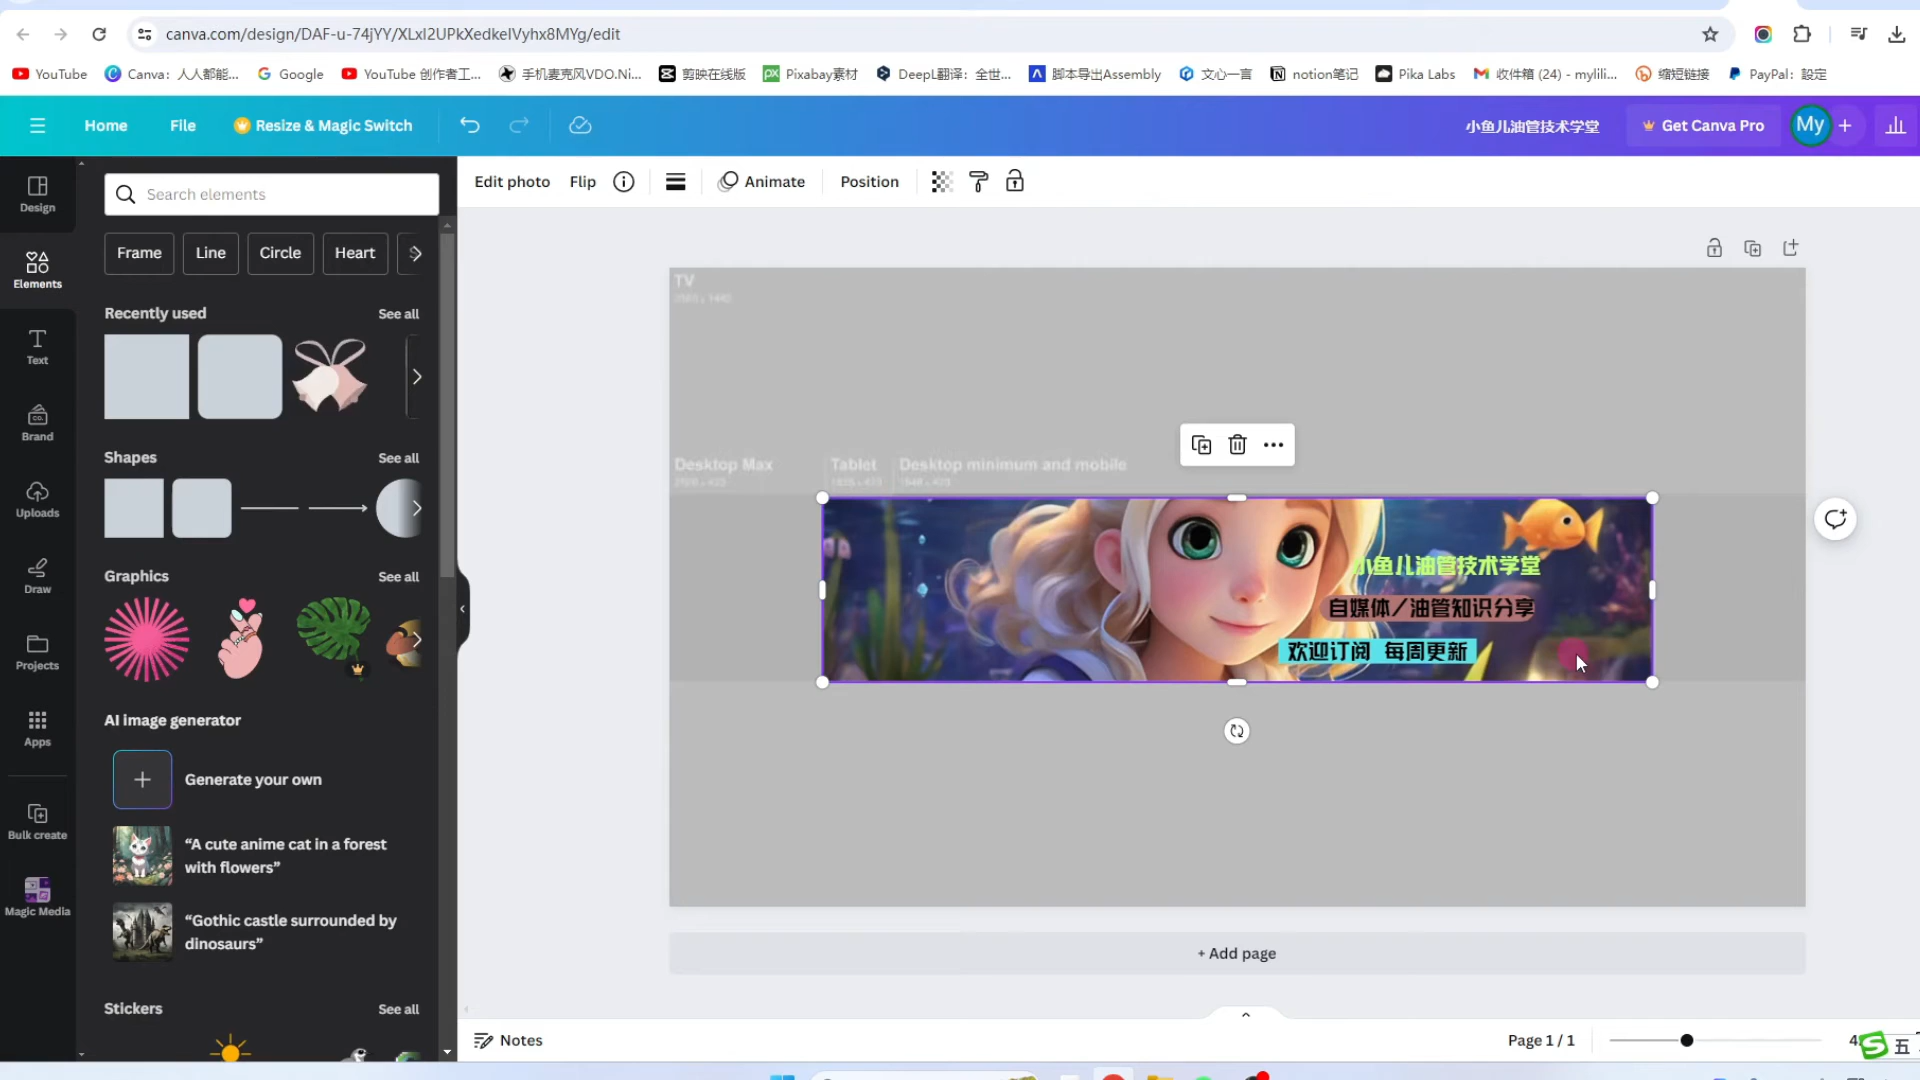 canva.com/design/DAF-u-74jYY/XLxI2UPkXedkeIVyhx8MYg/edit
YouTube
Canva：人人都能...
Google
YouTube 创作者工...
手机麦克风VDO.Ni...
剪映在线版
Pixabay素材
DeepL翻译：全世...
脚本导出Assembly
文心一言
notion笔记
Pika Labs
收件箱 (24) - mylili...
缩短链接
PayPal：設定
Home
File
Resize & Magic Switch
小鱼儿油管技术学堂
Get Canva Pro
My
Design
Elements
Text
Brand
Uploads
Draw
Projects
Apps
Bulk create
Magic Media
Search elements
Frame
Line
Circle
Heart
Recently used
See all
Shapes
See all
Graphics
See all
AI image generator
Generate your own
“A cute anime cat in a forest
with flowers”
“Gothic castle surrounded by
dinosaurs”
Stickers
See all
Edit photo
Flip
Animate
Position
TV
Desktop Max
Tablet
Desktop minimum and mobile
小鱼儿油管技术学堂
自媒体/油管知识分享
欢迎订阅 每周更新
+ Add page
Notes
Page 1 / 1
五